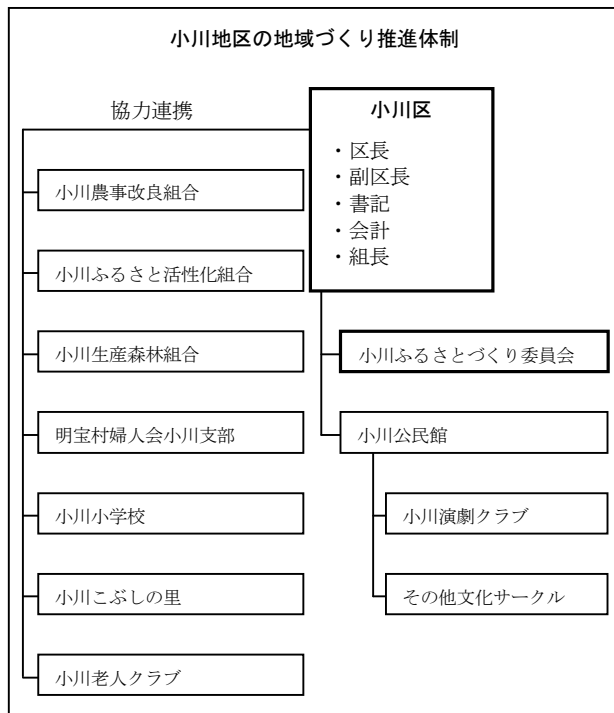 小川地区の地域づくり推進体制
協力連携
小川農事改良組合
小川ふるさと活性化組合
小川生産森林組合
明宝村婦人会小川支部
小川小学校
小川こぶしの里
小川老人クラブ
小川区
・区長
・副区長
・書記
・会計
・組長
小川ふるさとづくり委員会
小川公民館
小川演劇クラブ
その他文化サークル